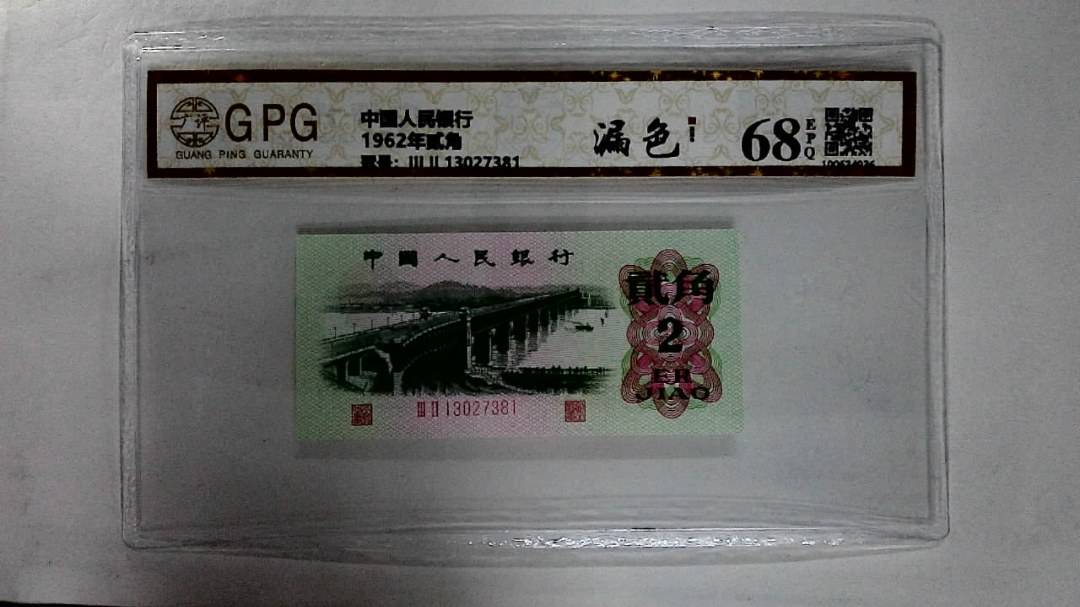 GPG
GUANG PING GUARANTY
中国人民银行
1962年贰角
票号: III II 13027381
漏色
68
EPQ
中國人民銀行
貳角
2
ER
JIAO
III II 13027381